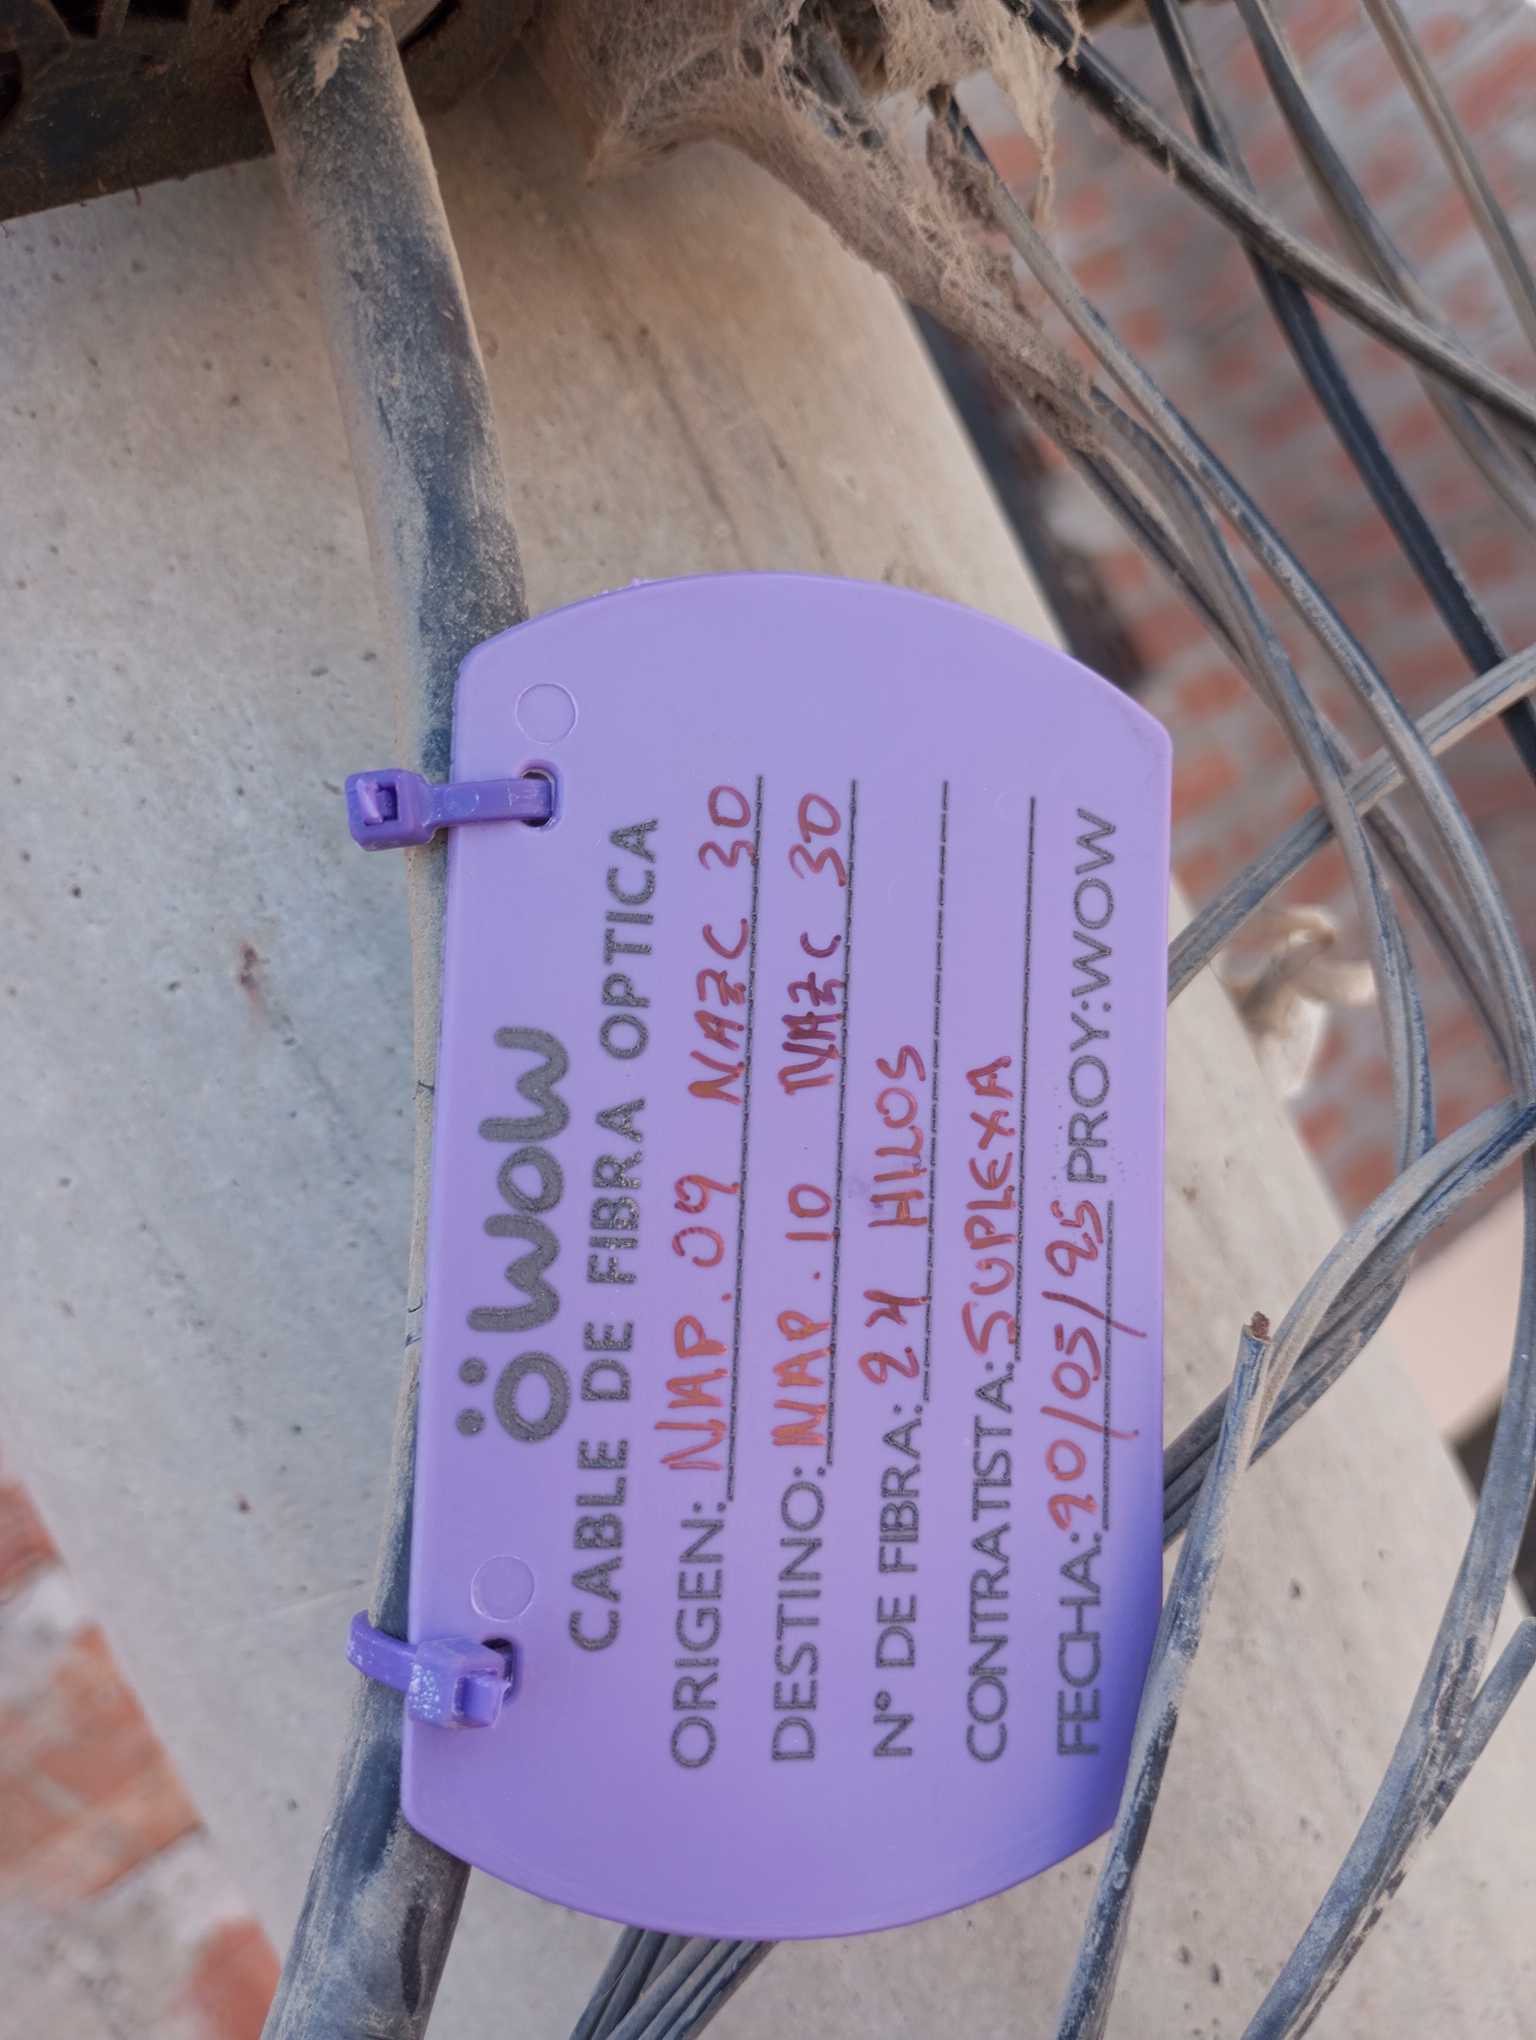 öwow
CABLE DE FIBRA OPTICA
ORIGEN: NAP.09 NAZC 30
DESTINO: NAP.10 NAZC 30
N° DE FIBRA: 24 HILOS
CONTRATISTA: SUPLEXA
FECHA: 20/05/25 PROY:WOW